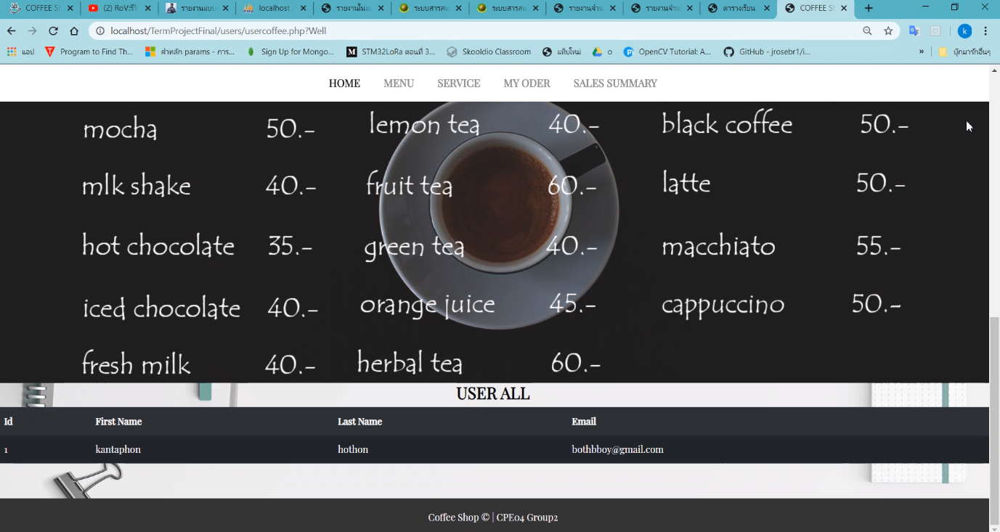 COFFEE S
(2) RoV:รี
รายงานแบบ
localhost
รายงานในแ
ระบบสารสน
ระบบสารสน
รายงานจำน
รายงานจำน
ตารางเรียน
COFFEE S
localhost/TermProjectFinal/users/usercoffee.php?Well
k
แอป
Program to Find Th...
คำหลัก params - การ...
Sign Up for Mongo...
M STM32LoRa ตอนที่ 3...
Skooldio Classroom
แท็บใหม่
o
OpenCV Tutorial: A...
GitHub - jrosebr1/i...
»
บุ๊กมาร์กอื่นๆ
HOME MENU SERVICE MY ODER SALES SUMMARY
mocha 50.- lemon tea 40.- black coffee 50.-
mlk shake 40.- fruit tea 60.- latte 50.-
hot chocolate 35.- green tea 40.- macchiato 55.-
iced chocolate 40.- orange juice 45.- cappuccino 50.-
fresh milk 40.- herbal tea 60.-
USER ALL
Id First Name Last Name Email
1 kantaphon hothon bothbboy@gmail.com
Coffee Shop © | CPE04 Group2